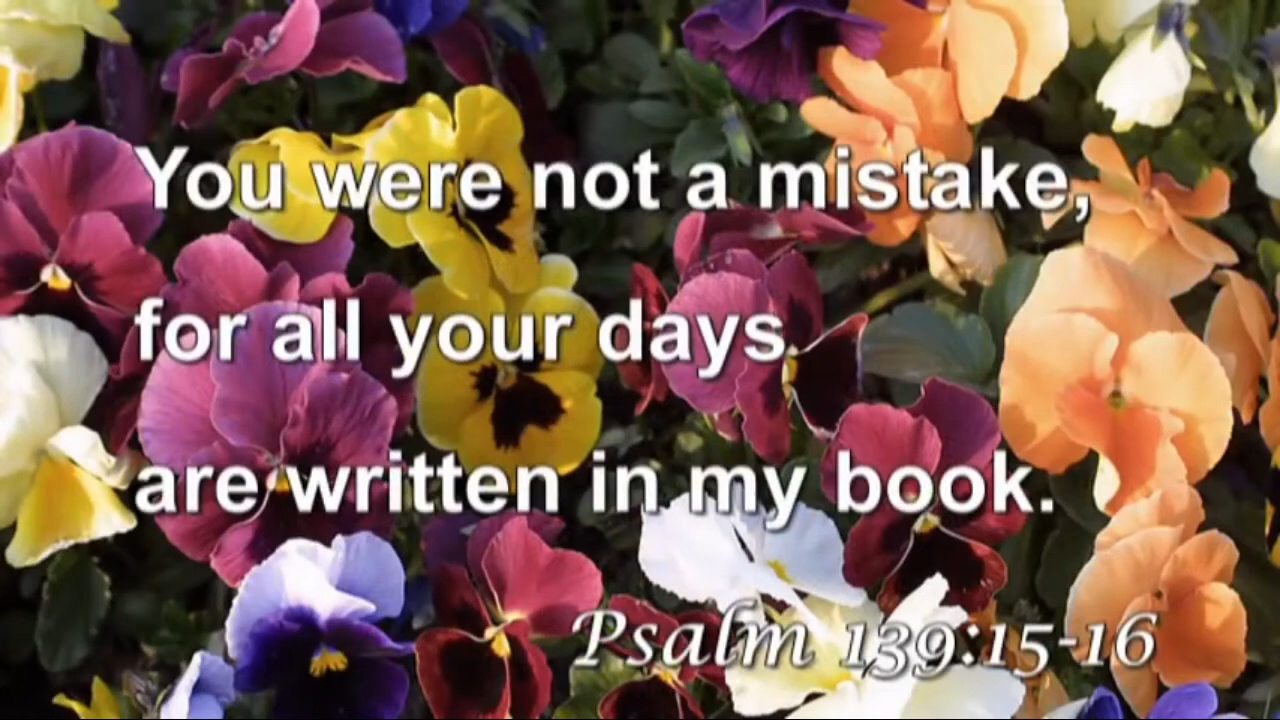 You were not a mistake,
for all your days
are written in my book.
Psalm 139:15-16